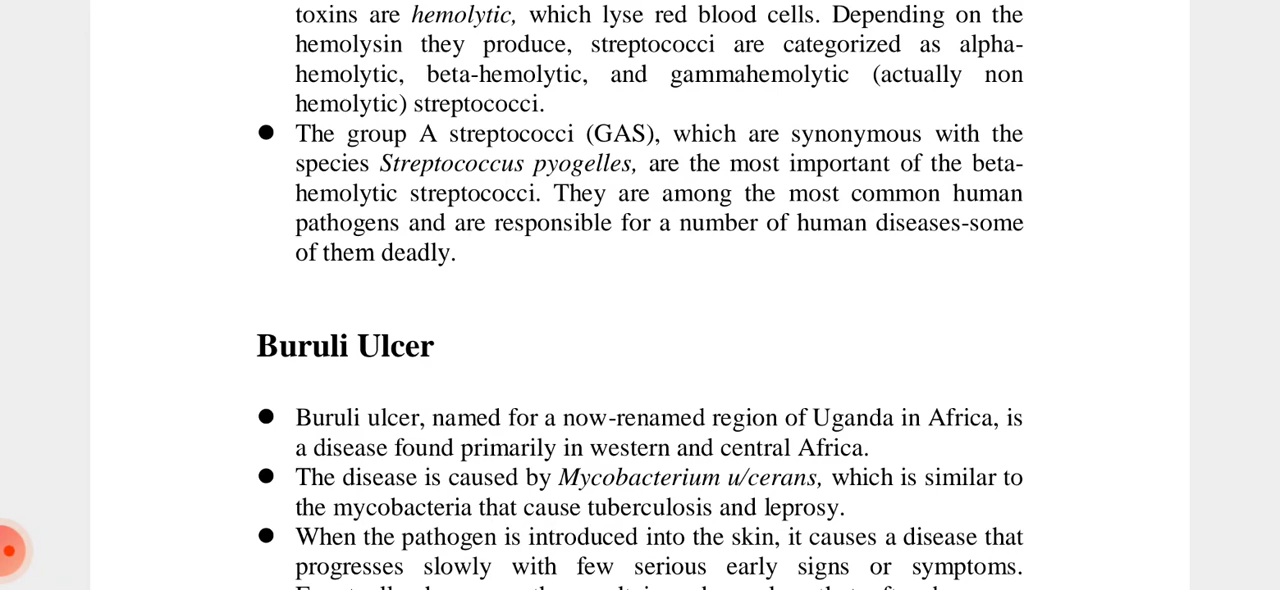 toxins are hemolytic, which lyse red blood cells. Depending on the
hemolysin they produce, streptococci are categorized as alpha-
hemolytic, beta-hemolytic, and gammahemolytic (actually non
hemolytic) streptococci.
● The group A streptococci (GAS), which are synonymous with the
species Streptococcus pyogelles, are the most important of the beta-
hemolytic streptococci. They are among the most common human
pathogens and are responsible for a number of human diseases-some
of them deadly.
Buruli Ulcer
● Buruli ulcer, named for a now-renamed region of Uganda in Africa, is
a disease found primarily in western and central Africa.
● The disease is caused by Mycobacterium u/cerans, which is similar to
the mycobacteria that cause tuberculosis and leprosy.
● When the pathogen is introduced into the skin, it causes a disease that
progresses slowly with few serious early signs or symptoms.